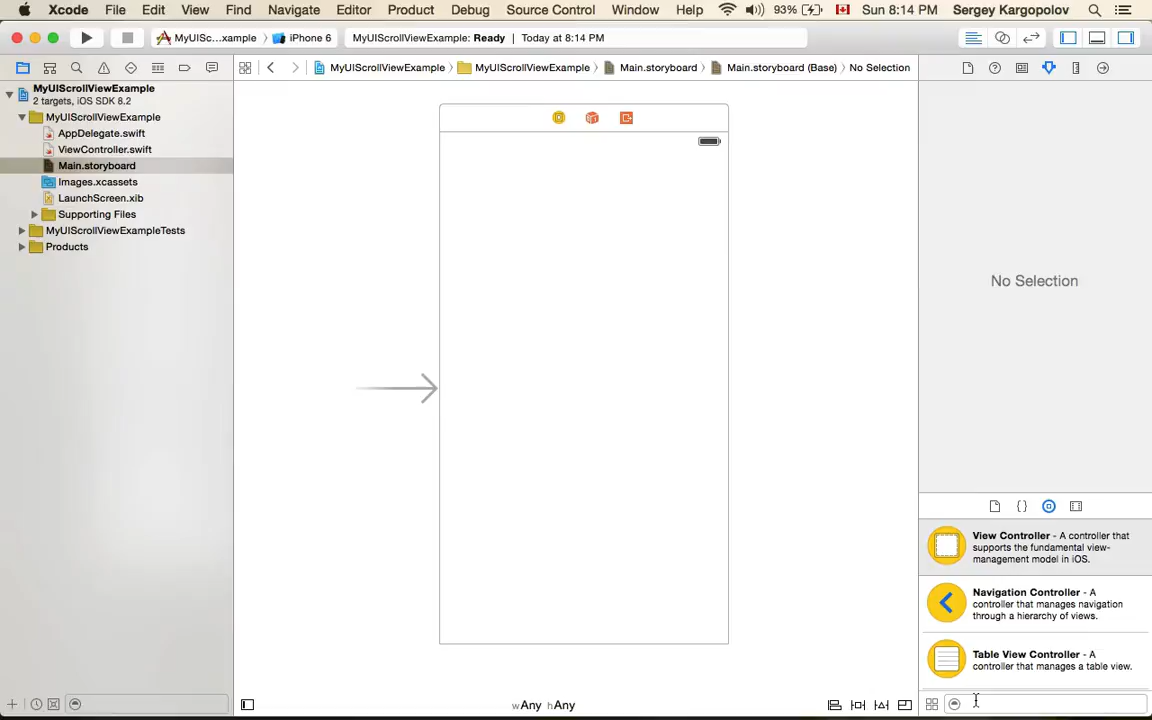 Xcode File Edit View Find Navigate Editor Product Debug Source Control Window Help 93% Sun 8:14 PM Sergey Kargopolov
MyUISc...xample iPhone 6 MyUIScrollViewExample: Ready Today at 8:14 PM
MyUIScrollViewExample MyUIScrollViewExample Main.storyboard Main.storyboard (Base) No Selection
MyUIScrollViewExample
2 targets, iOS SDK 8.2
MyUIScrollViewExample
AppDelegate.swift
ViewController.swift
Main.storyboard
Images.xcassets
LaunchScreen.xib
Supporting Files
MyUIScrollViewExampleTests
Products
No Selection
View Controller - A controller that
supports the fundamental view-
management model in iOS.
Navigation Controller - A
controller that manages navigation
through a hierarchy of views.
Table View Controller - A
controller that manages a table view.
wAny hAny